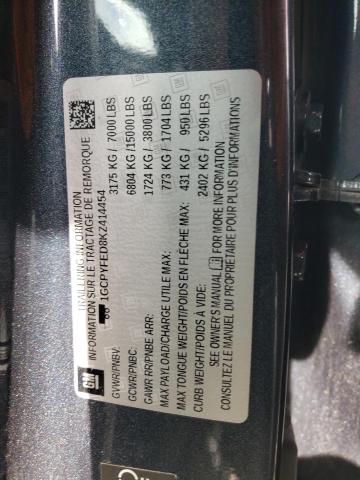 GM
TRAILERING INFORMATION
INFORMATION SUR LE TRACTAGE DE REMORQUE
1GCPYFED8KZ414454
GVWR/PNBV: 3175 KG / 7000 LBS
GCWR/PNBC: 6804 KG /15000 LBS
GAWR RR/PNBE ARR: 1724 KG / 3800 LBS
MAX PAYLOAD/CHARGE UTILE MAX: 773 KG / 1704 LBS
MAX TONGUE WEIGHT/POIDS EN FLÈCHE MAX: 431 KG / 950 LBS
CURB WEIGHT/POIDS À VIDE: 2402 KG / 5296 LBS
SEE OWNER'S MANUAL FOR MORE INFORMATION
CONSULTEZ LE MANUEL DU PROPRIETAIRE POUR PLUS D'INFORMATIONS